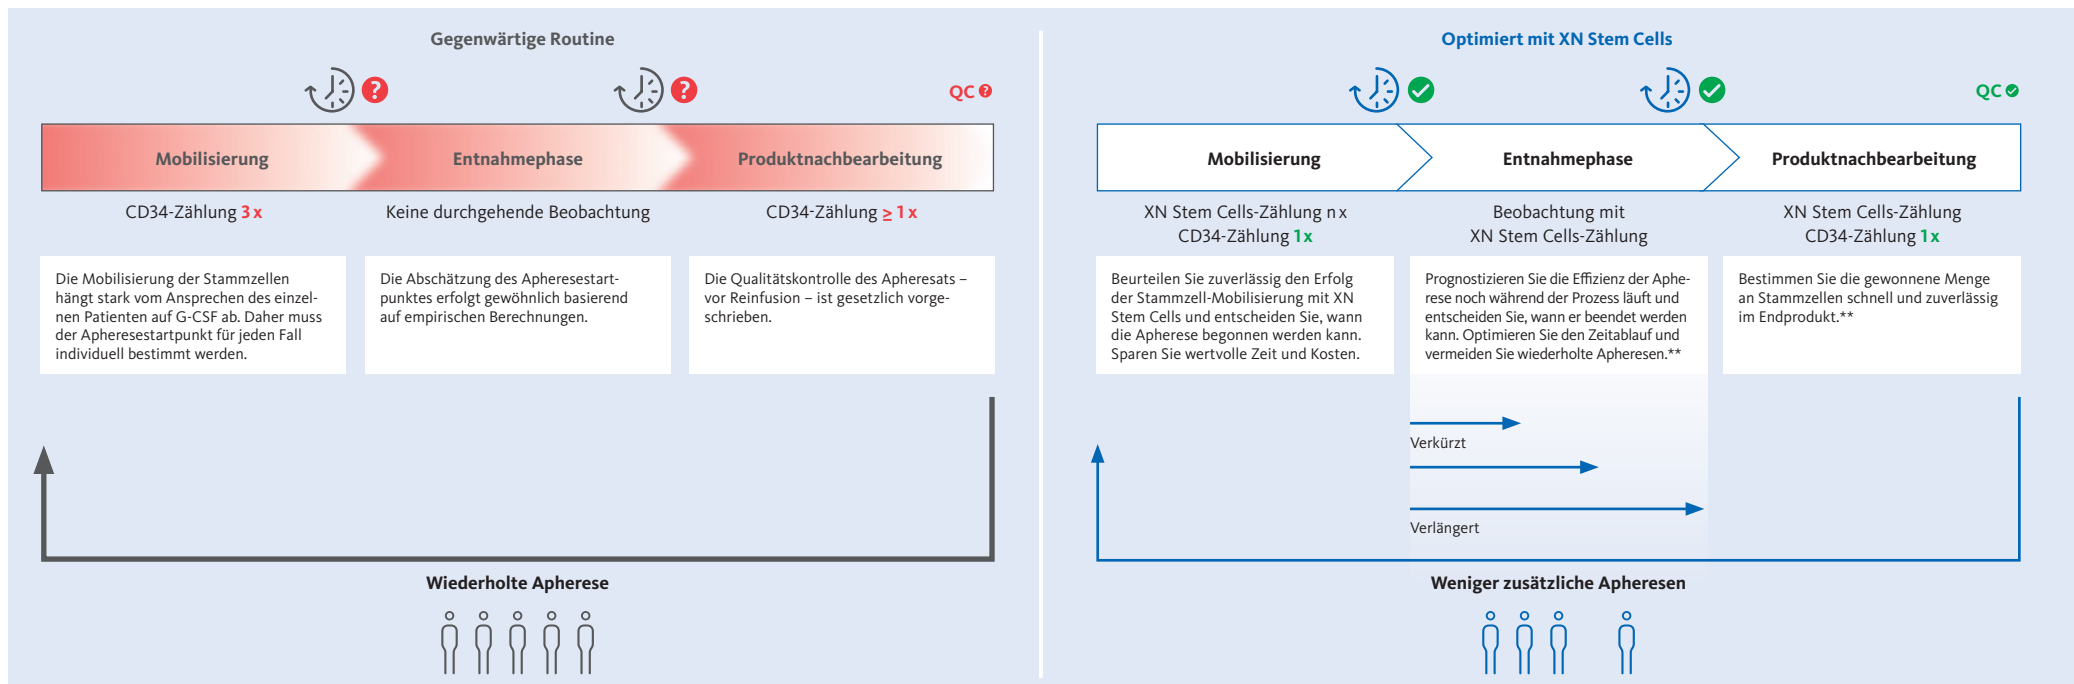 Gegenwärtige Routine
?
?
QC ?
Mobilisierung
Entnahmephase
Produktnachbearbeitung
CD34-Zählung 3 x
Keine durchgehende Beobachtung
CD34-Zählung ≥ 1 x
Die Mobilisierung der Stammzellen
hängt stark vom Ansprechen des einzel-
nen Patienten auf G-CSF ab. Daher muss
der Apheresestartpunkt für jeden Fall
individuell bestimmt werden.
Die Abschätzung des Apheresestart-
punktes erfolgt gewöhnlich basierend
auf empirischen Berechnungen.
Die Qualitätskontrolle des Apheresats –
vor Reinfusion – ist gesetzlich vorge-
schrieben.
Wiederholte Apherese
Optimiert mit XN Stem Cells
QC
Mobilisierung
Entnahmephase
Produktnachbearbeitung
XN Stem Cells-Zählung n x
CD34-Zählung 1 x
Beobachtung mit
XN Stem Cells-Zählung
XN Stem Cells-Zählung
CD34-Zählung 1 x
Beurteilen Sie zuverlässig den Erfolg
der Stammzell-Mobilisierung mit XN
Stem Cells und entscheiden Sie, wann
die Apherese begonnen werden kann.
Sparen Sie wertvolle Zeit und Kosten.
Prognostizieren Sie die Effizienz der Aphe-
rese noch während der Prozess läuft und
entscheiden Sie, wann er beendet werden
kann. Optimieren Sie den Zeitablauf und
vermeiden Sie wiederholte Apheresen.**
Bestimmen Sie die gewonnene Menge
an Stammzellen schnell und zuverlässig
im Endprodukt.**
Verkürzt
Verlängert
Weniger zusätzliche Apheresen